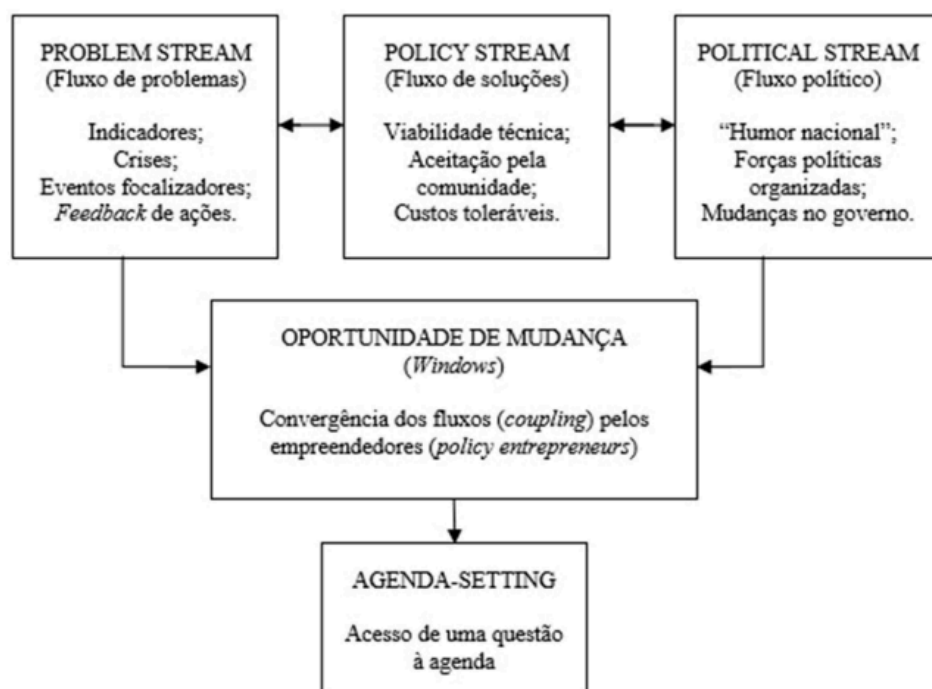 PROBLEM STREAM
(Fluxo de problemas)
Indicadores;
Crises;
Eventos focalizadores;
Feedback de ações.
POLICY STREAM
(Fluxo de soluções)
Viabilidade técnica;
Aceitação pela
comunidade;
Custos toleráveis.
POLITICAL STREAM
(Fluxo político)
“Humor nacional”;
Forças políticas
organizadas;
Mudanças no governo.
OPORTUNIDADE DE MUDANÇA
(Windows)
Convergência dos fluxos (coupling) pelos
empreendedores (policy entrepreneurs)
AGENDA-SETTING
Acesso de uma questão
à agenda